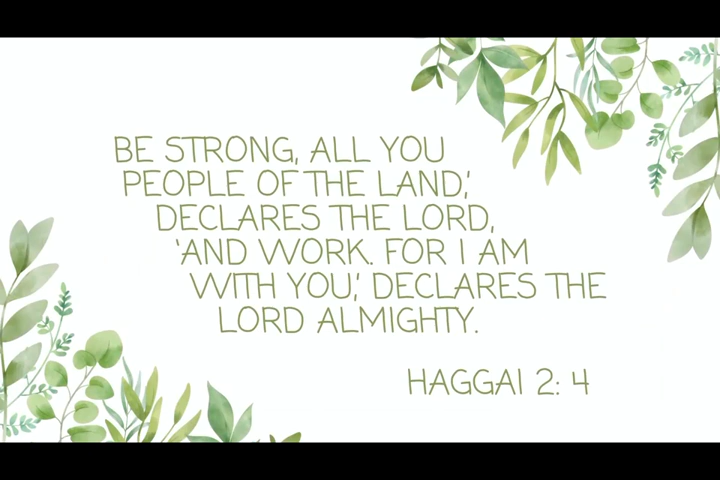 BE STRONG, ALL YOU
PEOPLE OF THE LAND,'
DECLARES THE LORD,
'AND WORK. FOR I AM
WITH YOU,' DECLARES THE
LORD ALMIGHTY.
HAGGAI 2: 4